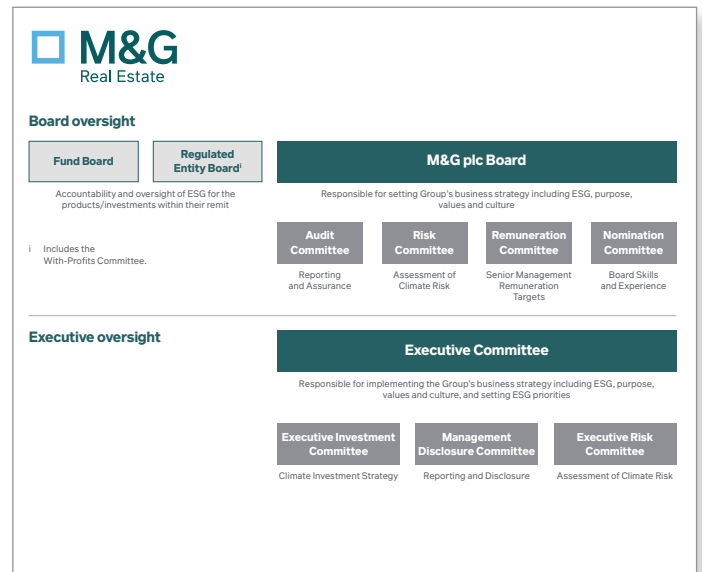 M&G
Real Estate
Board oversight
Fund Board
Regulated
Entity Boardⁱ
M&G plc Board
Accountability and oversight of ESG for the
products/investments within their remit
Responsible for setting Group's business strategy including ESG, purpose,
values and culture
i Includes the
With-Profits Committee.
Audit
Committee
Risk
Committee
Remuneration
Committee
Nomination
Committee
Reporting
and Assurance
Assessment of
Climate Risk
Senior Management
Remuneration
Targets
Board Skills
and Experience
Executive oversight
Executive Committee
Responsible for implementing the Group's business strategy including ESG, purpose,
values and culture, and setting ESG priorities
Executive Investment
Committee
Management
Disclosure Committee
Executive Risk
Committee
Climate Investment Strategy
Reporting and Disclosure
Assessment of Climate Risk